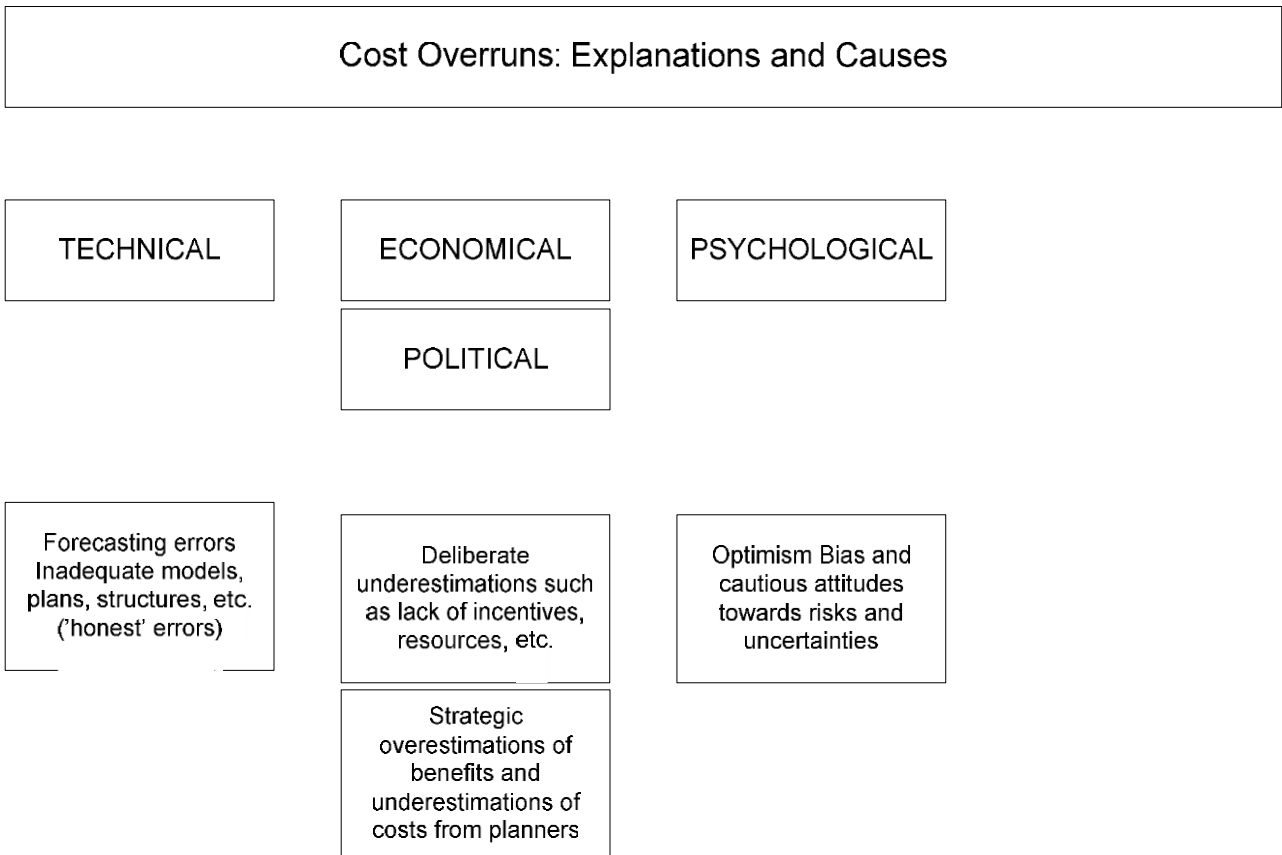 Cost Overruns: Explanations and Causes
TECHNICAL
ECONOMICAL
PSYCHOLOGICAL
POLITICAL
Forecasting errors
Inadequate models,
plans, structures, etc.
('honest' errors)
Deliberate
underestimations such
as lack of incentives,
resources, etc.
Optimism Bias and
cautious attitudes
towards risks and
uncertainties
Strategic
overestimations of
benefits and
underestimations of
costs from planners